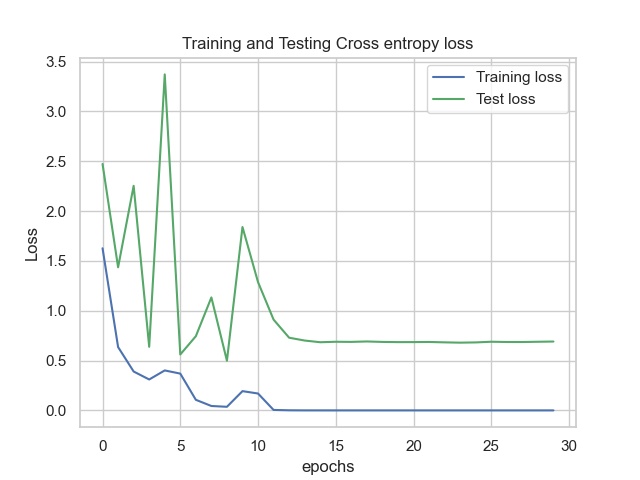 Training and Testing Cross entropy loss
3.5
3.0
2.5
2.0
1.5
1.0
0.5
0.0
Loss
Training loss
Test loss
0 5 10 15 20 25 30
epochs